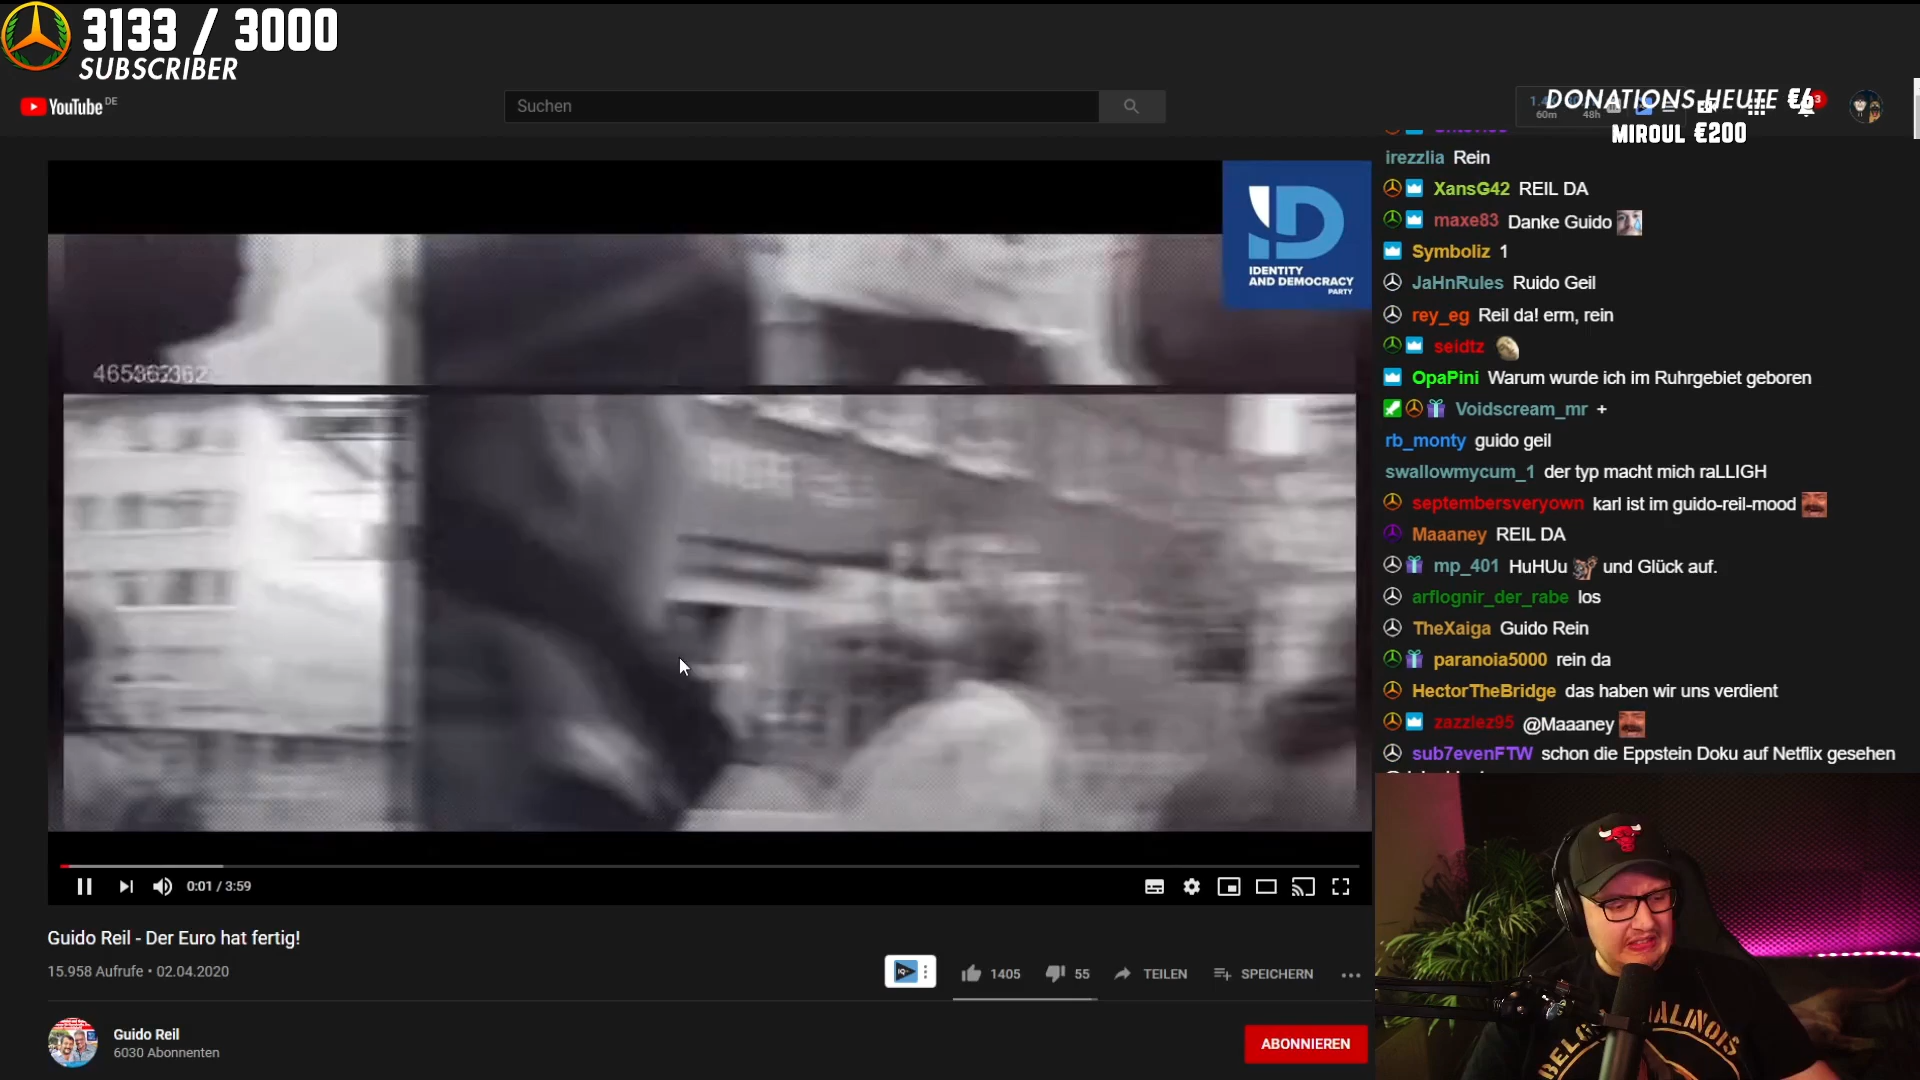 3133 / 3000
SUBSCRIBER
YouTube DE
Suchen
DONATIONS HEUTE €6
60m
48h
3
MIROUL €200
irezzlia Rein
XansG42 REIL DA
maxe83 Danke Guido
Symboliz 1
JaHnRules Ruido Geil
rey_eg Reil da! erm, rein
seidtz
OpaPini Warum wurde ich im Ruhrgebiet geboren
Voidscream_mr +
rb_monty guido geil
swallowmycum_1 der typ macht mich raLLIGH
septembersveryown karl ist im guido-reil-mood
Maaaney REIL DA
mp_401 HuHUu und Glück auf.
arflognir_der_rabe los
TheXaiga Guido Rein
paranoia5000 rein da
HectorTheBridge das haben wir uns verdient
zazzlez95 @Maaaney
sub7evenFTW schon die Eppstein Doku auf Netflix gesehen
ID
IDENTITY
AND DEMOCRACY
PARTY
0:01 / 3:59
Guido Reil - Der Euro hat fertig!
15.958 Aufrufe • 02.04.2020
IQ
1405
55
TEILEN
SPEICHERN
Guido Reil
6030 Abonnenten
ABONNIEREN